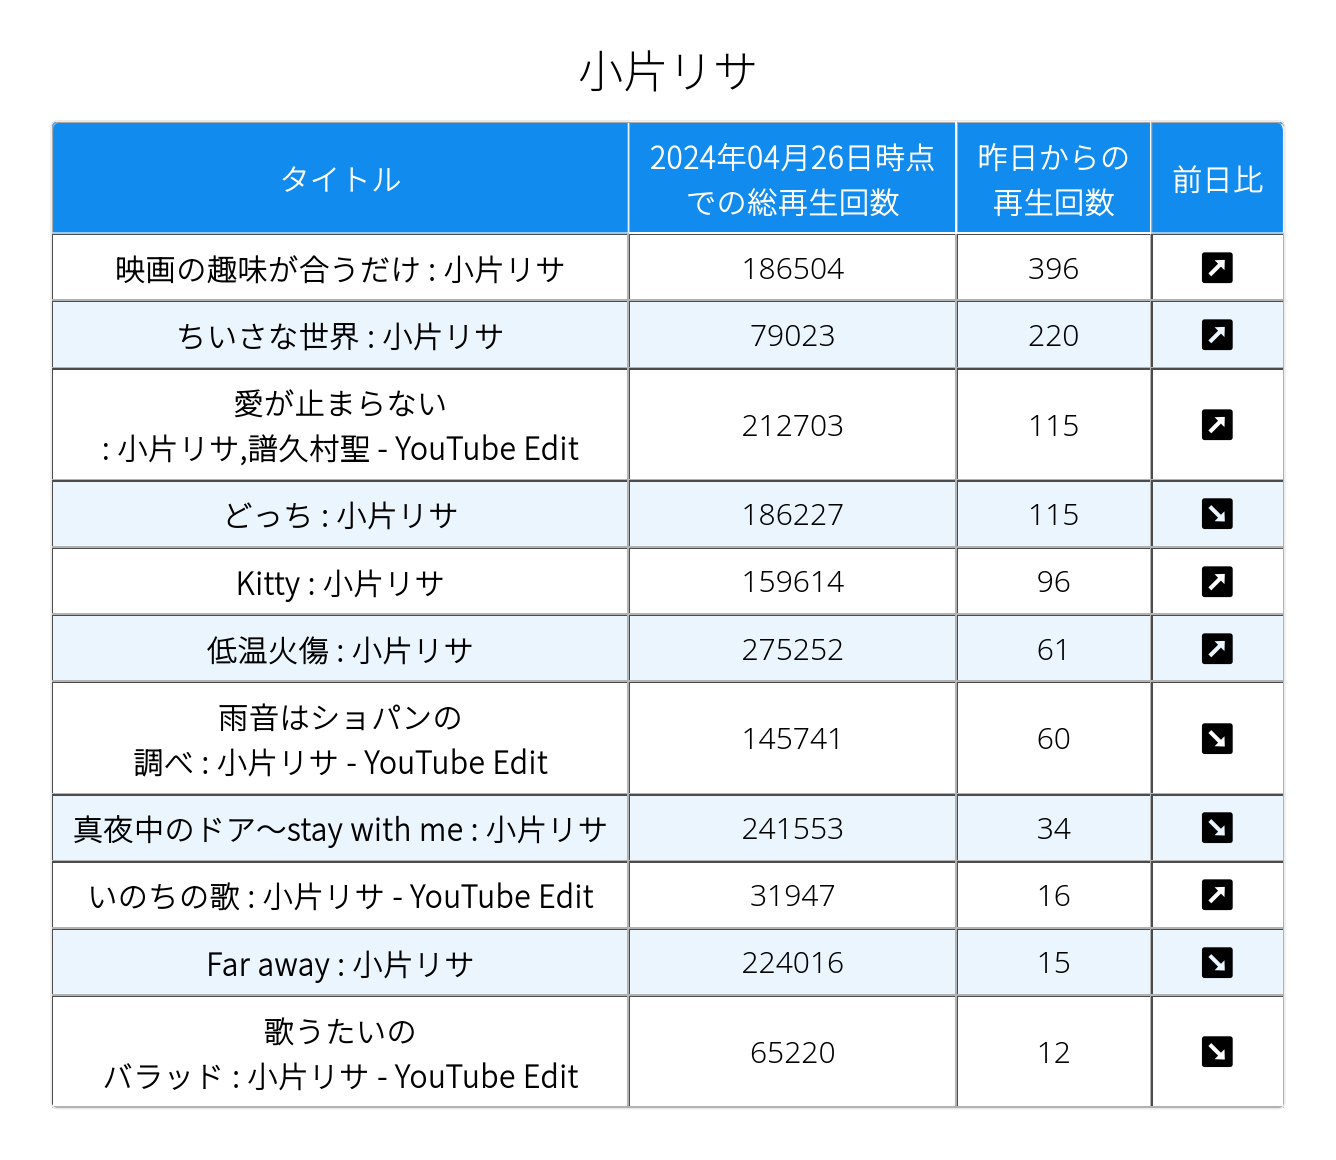 小片リサ
タイトル
2024年04月26日時点
での総再生回数
昨日からの
再生回数
前日比
映画の趣味が合うだけ : 小片リサ 186504 396 ↗
ちいさな世界 : 小片リサ 79023 220 ↗
愛が止まらない
: 小片リサ,譜久村聖 - YouTube Edit 212703 115 ↗
どっち : 小片リサ 186227 115 ↘
Kitty : 小片リサ 159614 96 ↗
低温火傷 : 小片リサ 275252 61 ↗
雨音はショパンの
調べ : 小片リサ - YouTube Edit 145741 60 ↘
真夜中のドア〜stay with me : 小片リサ 241553 34 ↘
いのちの歌 : 小片リサ - YouTube Edit 31947 16 ↗
Far away : 小片リサ 224016 15 ↘
歌うたいの
バラッド : 小片リサ - YouTube Edit 65220 12 ↘